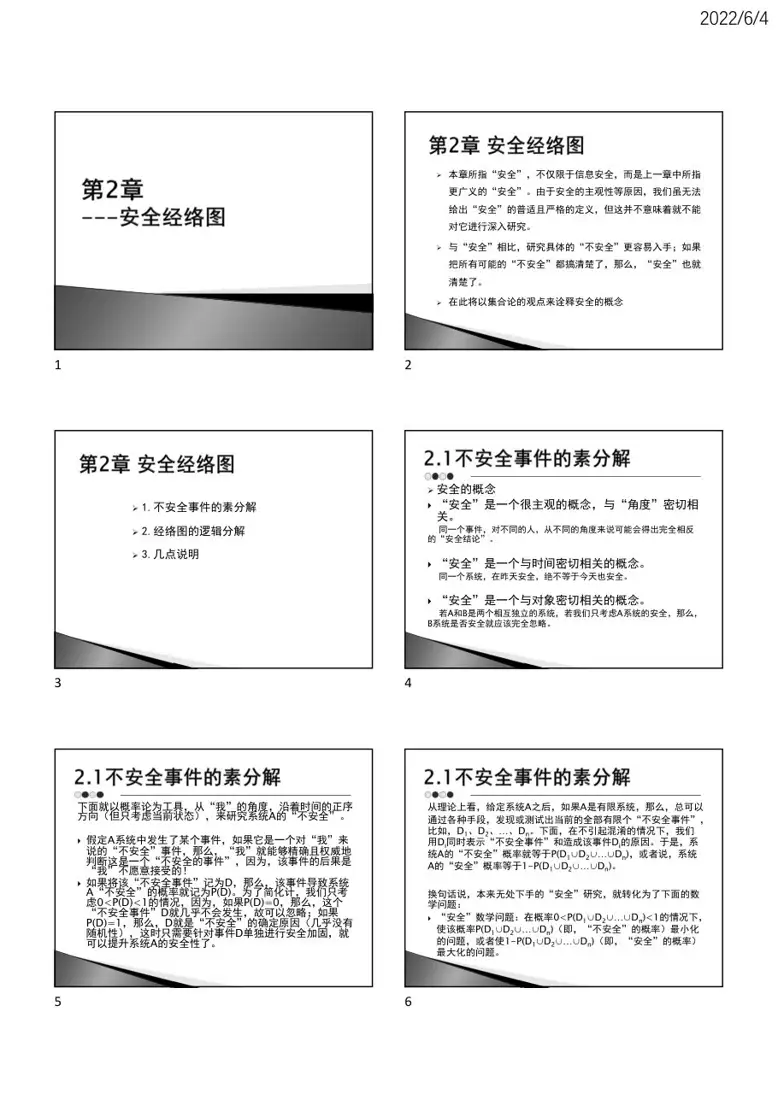 2022/6/4
第2章
---安全经络图
1
第2章 安全经络图
➢ 本章所指“安全”，不仅限于信息安全，而是上一章中所指
更广义的“安全”。由于安全的主观性等原因，我们虽无法
给出“安全”的普适且严格的定义，但这并不意味着就不能
对它进行深入研究。
➢ 与“安全”相比，研究具体的“不安全”更容易入手；如果
把所有可能的“不安全”都搞清楚了，那么，“安全”也就
清楚了。
➢ 在此将以集合论的观点来诠释安全的概念
2
第2章 安全经络图
➢ 1. 不安全事件的素分解
➢ 2. 经络图的逻辑分解
➢ 3. 几点说明
3
2.1不安全事件的素分解
➢ 安全的概念
“安全”是一个很主观的概念，与“角度”密切相
关。
同一个事件，对不同的人，从不同的角度来说可能会得出完全相反
的“安全结论”。
“安全”是一个与时间密切相关的概念。
同一个系统，在昨天安全，绝不等于今天也安全。
“安全”是一个与对象密切相关的概念。
若A和B是两个相互独立的系统，若我们只考虑A系统的安全，那么，
B系统是否安全就应该完全忽略。
4
2.1不安全事件的素分解
下面就以概率论为工具，从“我”的角度，沿着时间的正序
方向（但只考虑当前状态），来研究系统A的“不安全”。
假定A系统中发生了某个事件，如果它是一个对“我”来
说的“不安全”事件，那么，“我”就能够精确且权威地
判断这是一个“不安全的事件”，因为，该事件的后果是
“我”不愿意接受的！
如果将该“不安全事件”记为D，那么，该事件导致系统
A“不安全”的概率就记为P(D)。为了简化计，我们只考
虑0<P(D)<1的情况，因为，如果P(D)=0，那么，这个
“不安全事件”D就几乎不会发生，故可以忽略；如果
P(D)=1，那么，D就是“不安全”的确定原因（几乎没有
随机性），这时只需要针对事件D单独进行安全加固，就
可以提升系统A的安全性了。
5
2.1不安全事件的素分解
从理论上看，给定系统A之后，如果A是有限系统，那么，总可以
通过各种手段，发现或测试出当前的全部有限个“不安全事件”，
比如，D₁、D₂、…、Dₙ。下面，在不引起混淆的情况下，我们
用Dᵢ同时表示“不安全事件”和造成该事件Dᵢ的原因。于是，系
统A的“不安全”概率就等于P(D₁∪D₂∪…∪Dₙ)，或者说，系统
A的“安全”概率等于1-P(D₁∪D₂∪…∪Dₙ)。
换句话说，本来无处下手的“安全”研究，就转化为了下面的数
学问题：
“安全”数学问题：在概率0<P(D₁∪D₂∪…∪Dₙ)<1的情况下，
使该概率P(D₁∪D₂∪…∪Dₙ)（即，“不安全”的概率）最小化
的问题，或者使1-P(D₁∪D₂∪…∪Dₙ)（即，“安全”的概率）
最大化的问题。
6